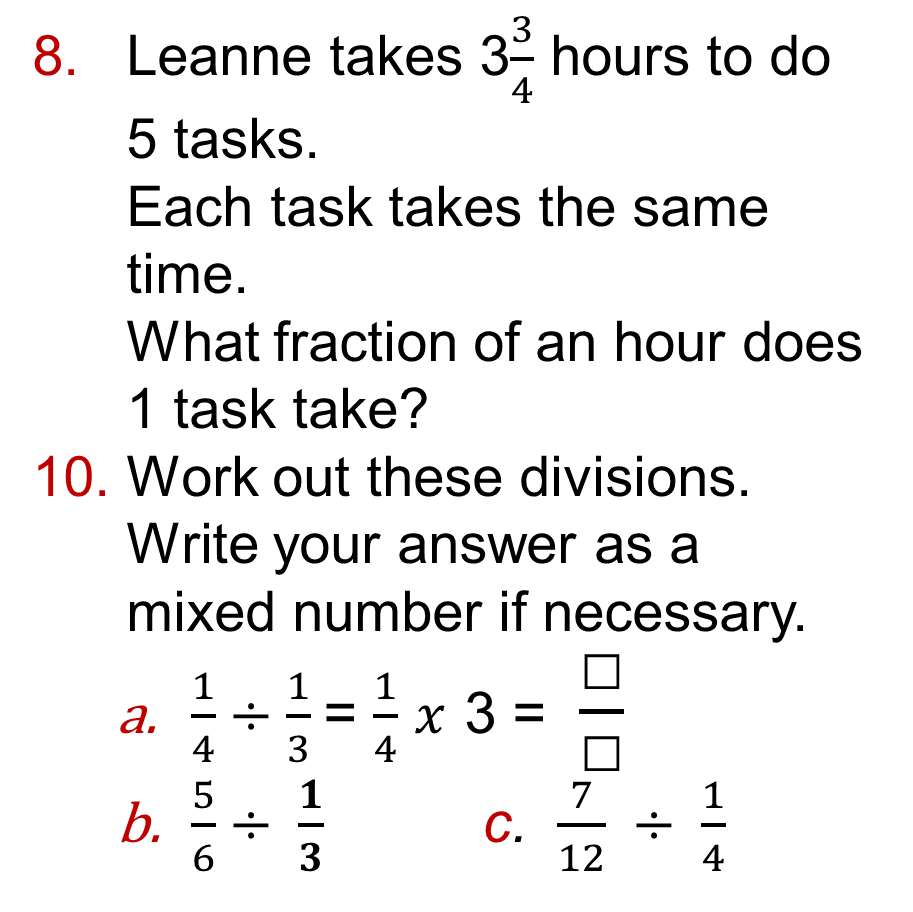 8. Leanne takes 3 3/4 hours to do
5 tasks.
Each task takes the same
time.
What fraction of an hour does
1 task take?
10. Work out these divisions.
Write your answer as a
mixed number if necessary.
a. 1/4 ÷ 1/3 = 1/4 x 3 = □/□
b. 5/6 ÷ 1/3 c. 7/12 ÷ 1/4